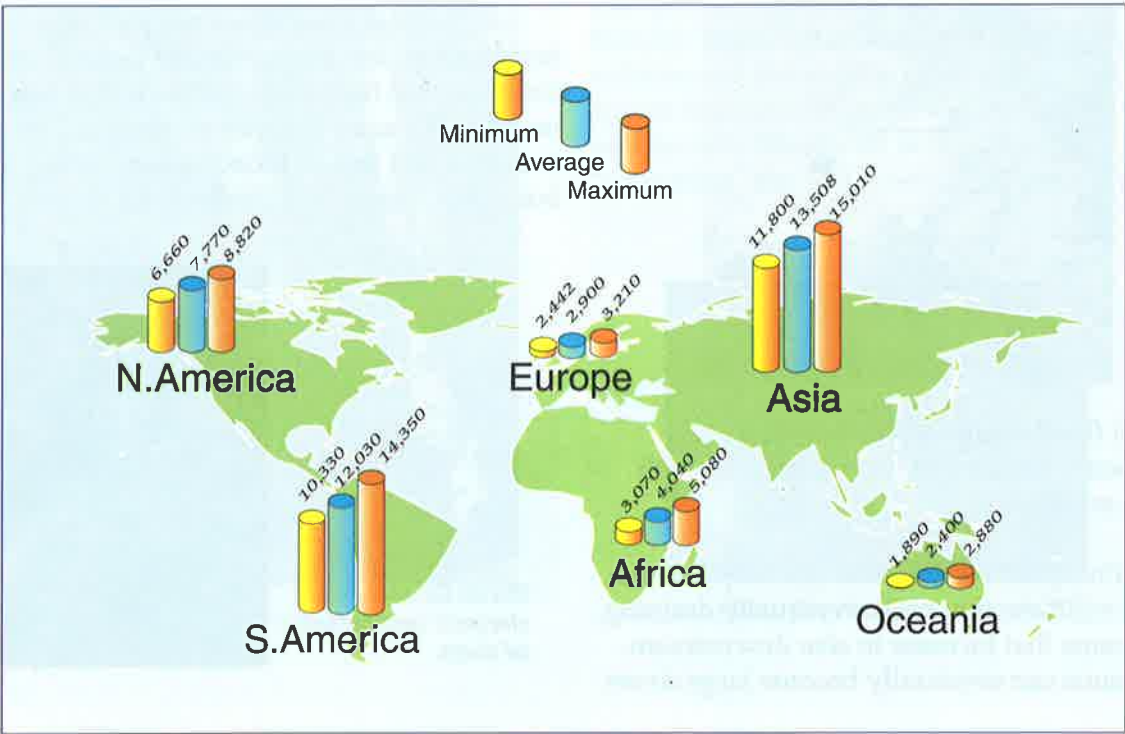 Minimum
Average
Maximum
6,660
7,770
8,820
N.America
2,442
2,900
3,210
Europe
11,800
13,508
15,010
Asia
10,330
12,030
14,350
S.America
3,070
4,040
5,080
Africa
1,890
2,400
2,880
Oceania